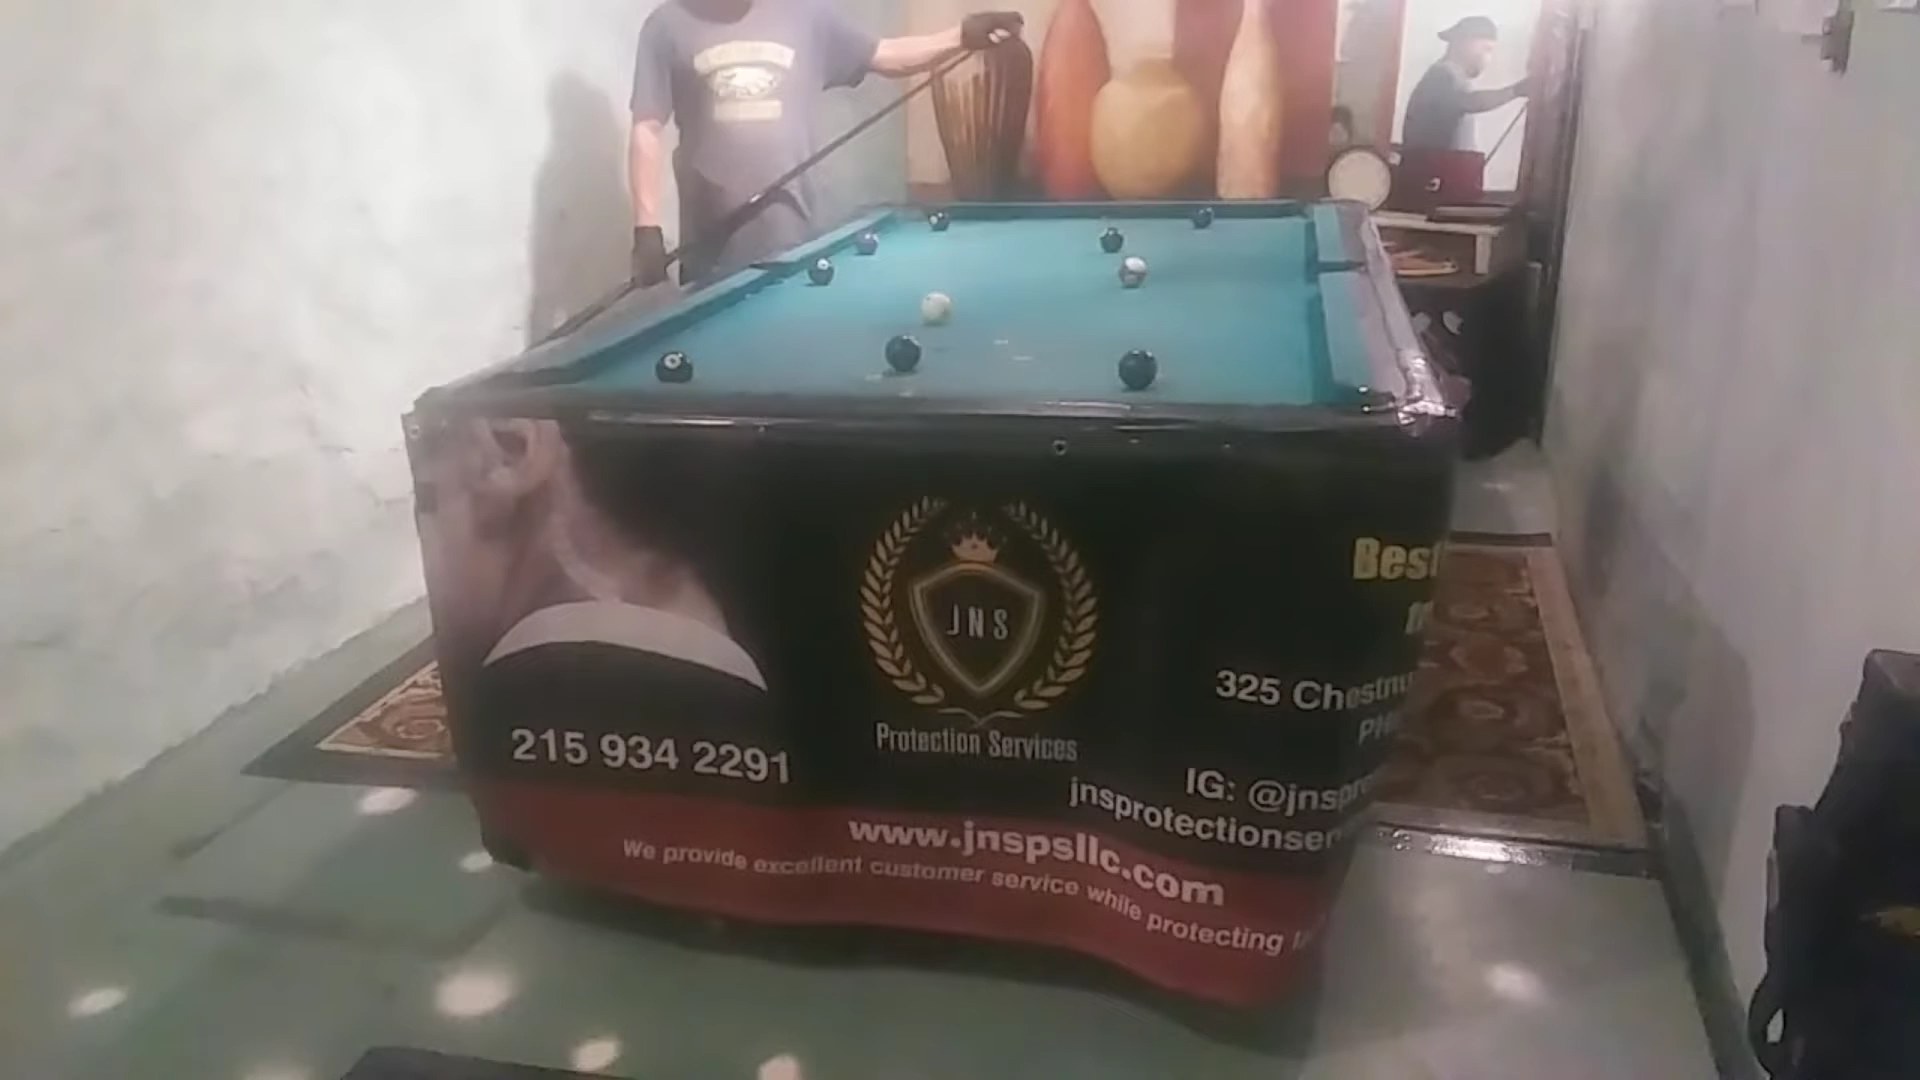 JNS
Protection Services
215 934 2291
Best
325 Chestnu
IG: @jnspr
jnsprotectionser
www.jnspsllc.com
We provide excellent customer service while protecting